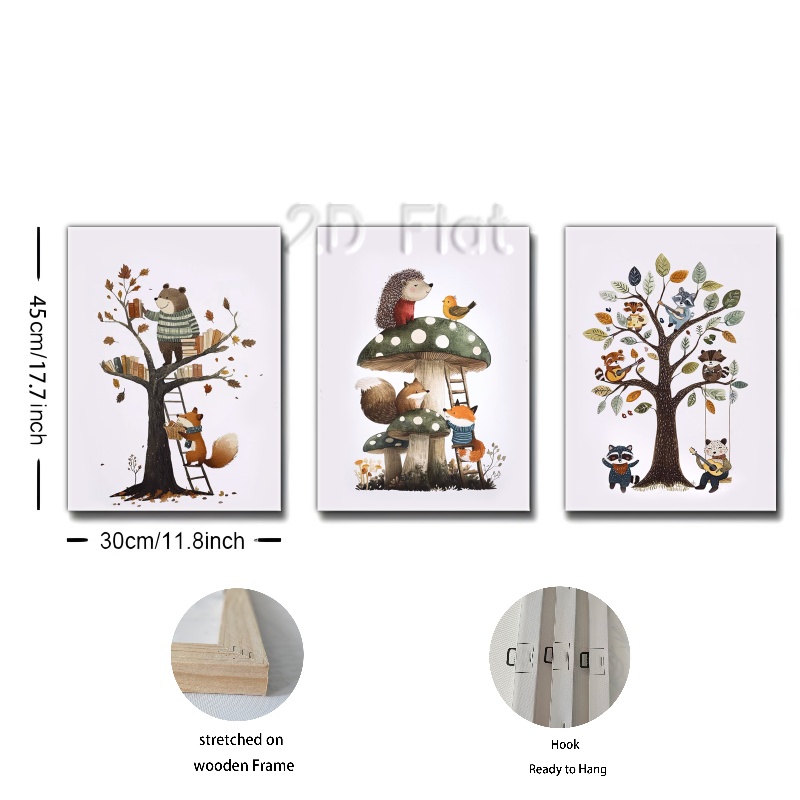 2D Flat
45cm/17.7inch
30cm/11.8inch
stretched on
wooden Frame
Hook
Ready to Hang